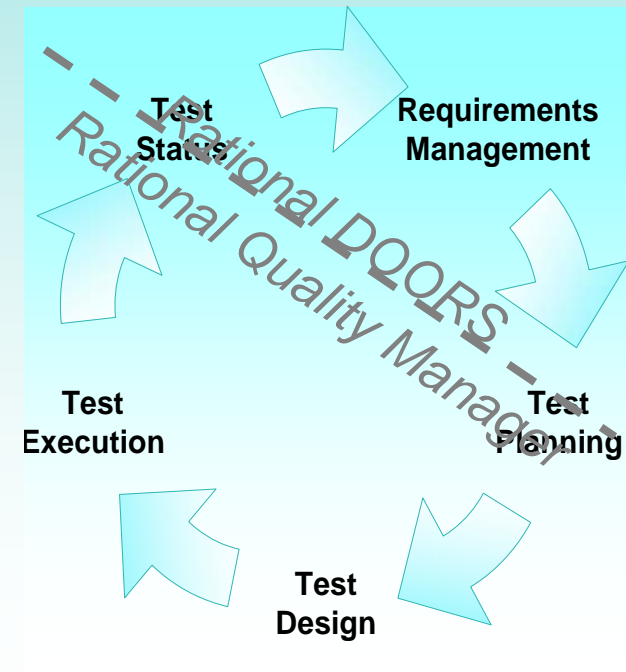 Test
Status
Requirements
Management
Rational DOORS
Rational Quality Manager
Test
Execution
Test
Planning
Test
Design